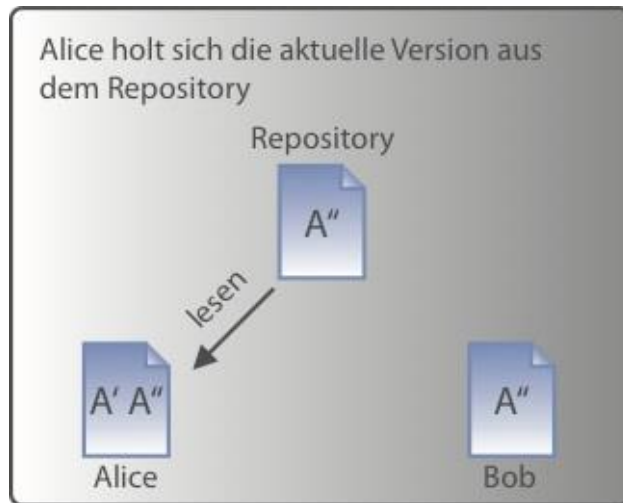 Alice holt sich die aktuelle Version aus
dem Repository
Repository
A“
lesen
A‘ A“
A“
Alice
Bob